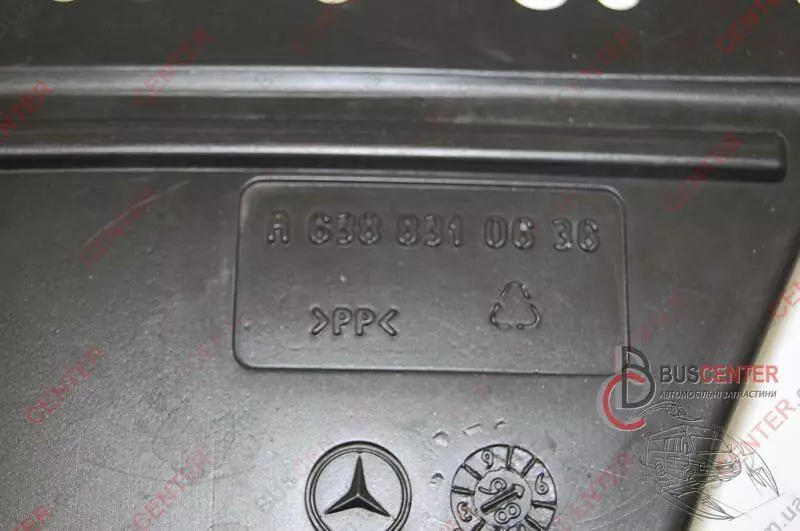 A 638 831 06 36
>PP<
BUSCENTER
АВТОМОБІЛЬНІ ЗАПЧАСТИНИ